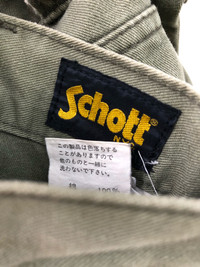 Schott
N.Y.C.
この製品は色落ちする
ことがありますので
他のものと一緒に
洗わないで下さい。
綿 100%